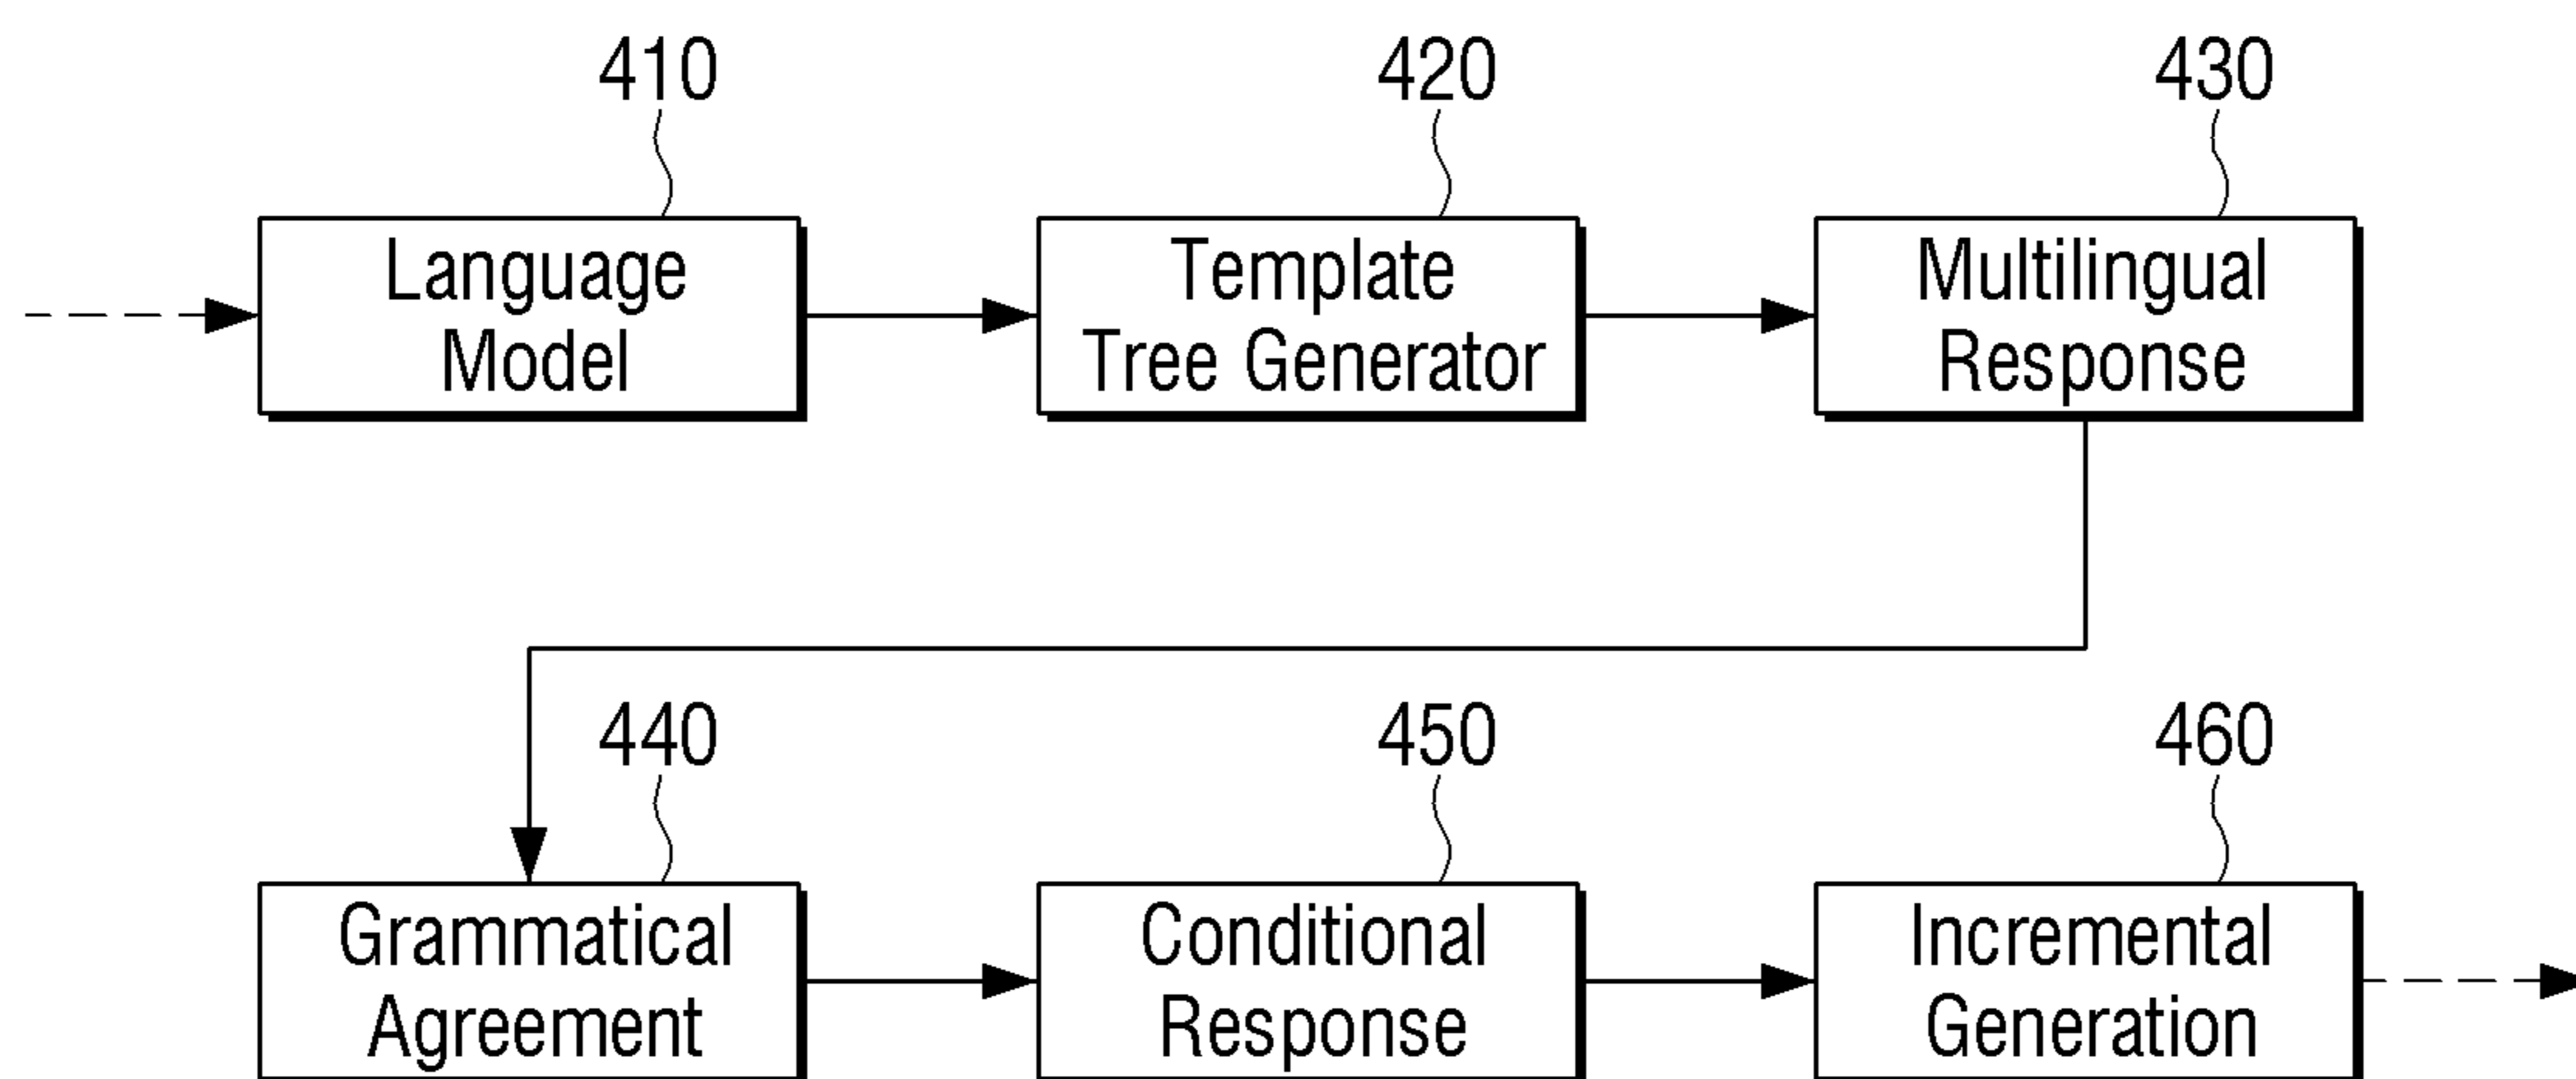 410
420
430
Language
Model
Template
Tree Generator
Multilingual
Response
440
450
460
Grammatical
Agreement
Conditional
Response
Incremental
Generation